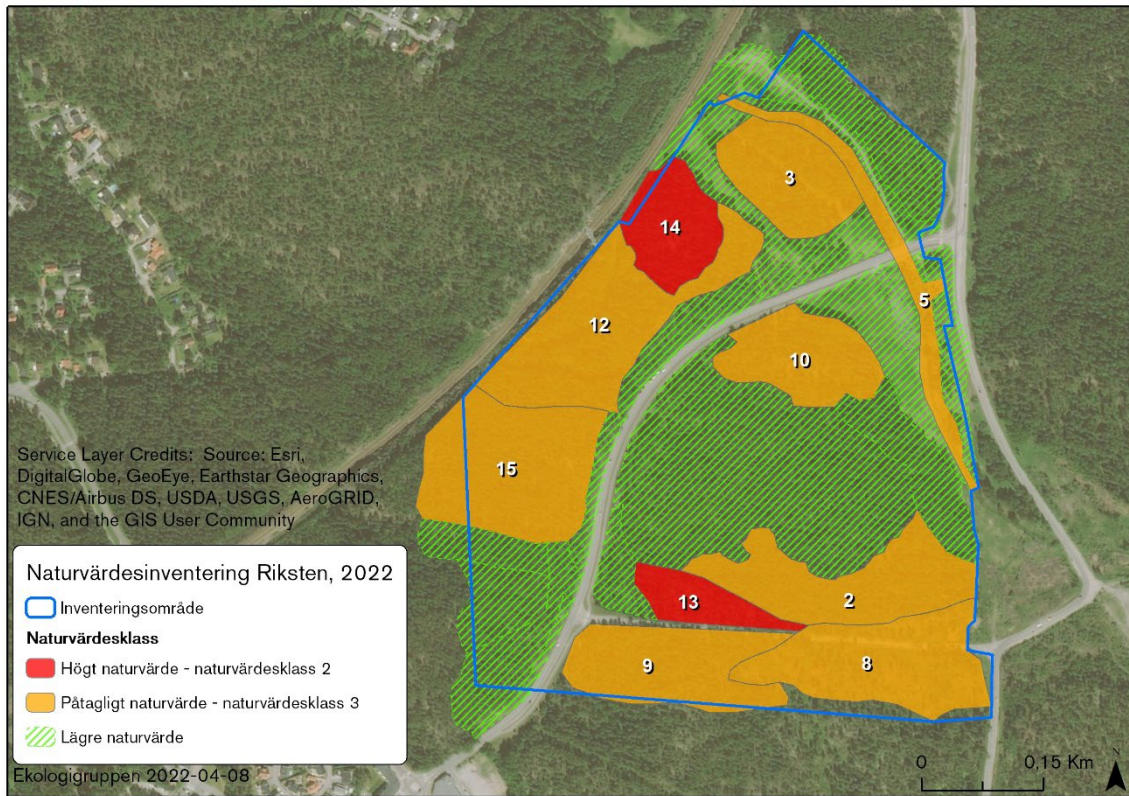 3
14
5
12
10
15
Service Layer Credits: Source: Esri,
DigitalGlobe, GeoEye, Earthstar Geographics,
CNES/Airbus DS, USDA, USGS, AeroGRID,
IGN, and the GIS User Community
13
2
9
8
Naturvärdesinventering Riksten, 2022
Inventeringsområde
Naturvärdesklass
Högt naturvärde - naturvärdesklass 2
Påtagligt naturvärde - naturvärdesklass 3
Lägre naturvärde
Ekologigruppen 2022-04-08
0 0,15 Km
N